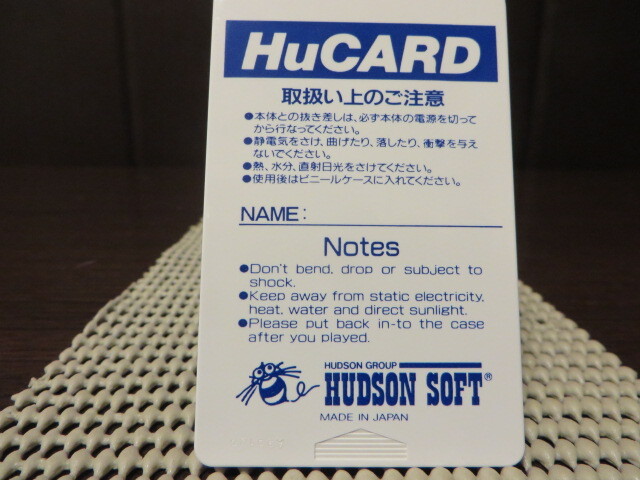 HuCARD
取扱い上のご注意
●本体との抜き差しは、必ず本体の電源を切って
から行なってください。
●静電気をさけ、曲げたり、落したり、衝撃を与え
ないでください。
●熱、水分、直射日光をさけてください。
●使用後はビニールケースに入れてください。
NAME:
Notes
●Don't bend, drop or subject to
shock.
●Keep away from static electricity,
heat, water and direct sunlight.
●Please put back in-to the case
after you played.
HUDSON GROUP
HUDSON SOFT®
MADE IN JAPAN